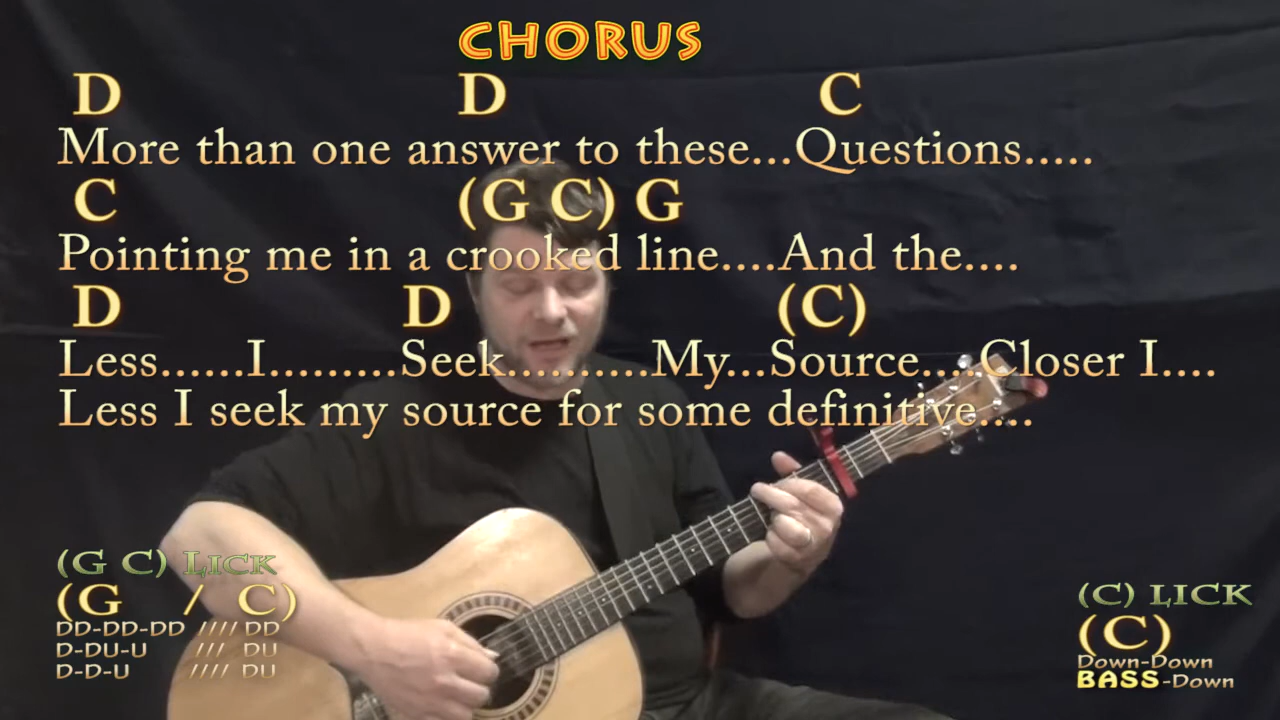 CHORUS
D D C
More than one answer to these...Questions.....
C (G C) G
Pointing me in a crooked line....And the....
D D (C)
Less......I.........Seek..........My...Source....Closer I....
Less I seek my source for some definitive....
(G C) LICK
(G / C)
DD-DD-DD //// DD
D-DU-U /// DU
D-D-U //// DU
(C) LICK
(C)
Down-Down
BASS-Down